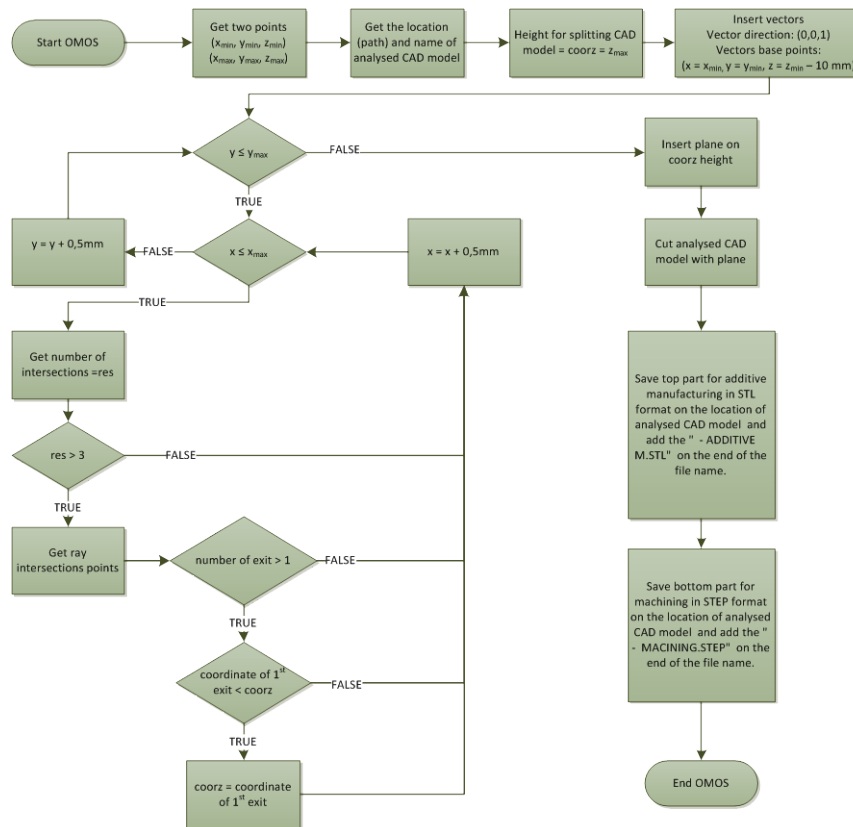 Start OMOS
Get two points
(xmin, ymin, zmin)
(xmax, ymax, zmax)
Get the location
(path) and name of
analysed CAD model
Height for splitting CAD
model = coorz = zmax
Insert vectors
Vector direction: (0,0,1)
Vectors base points:
(x = xmin, y = ymin, z = zmin – 10 mm)
y ≤ ymax
FALSE
Insert plane on
coorz height
TRUE
y = y + 0,5mm
FALSE
x ≤ xmax
x = x + 0,5mm
Cut analysed CAD
model with plane
TRUE
Get number of
intersections =res
Save top part for additive
manufacturing in STL
format on the location of
analysed CAD model and
add the " - ADDITIVE
M.STL" on the end of the
file name.
res > 3
FALSE
TRUE
Get ray
intersections points
number of exit > 1
FALSE
Save bottom part for
machining in STEP format
on the location of analysed
CAD model and add the "
- MACINING.STEP" on the
end of the file name.
TRUE
coordinate of 1st
exit < coorz
FALSE
TRUE
coorz = coordinate
of 1st exit
End OMOS